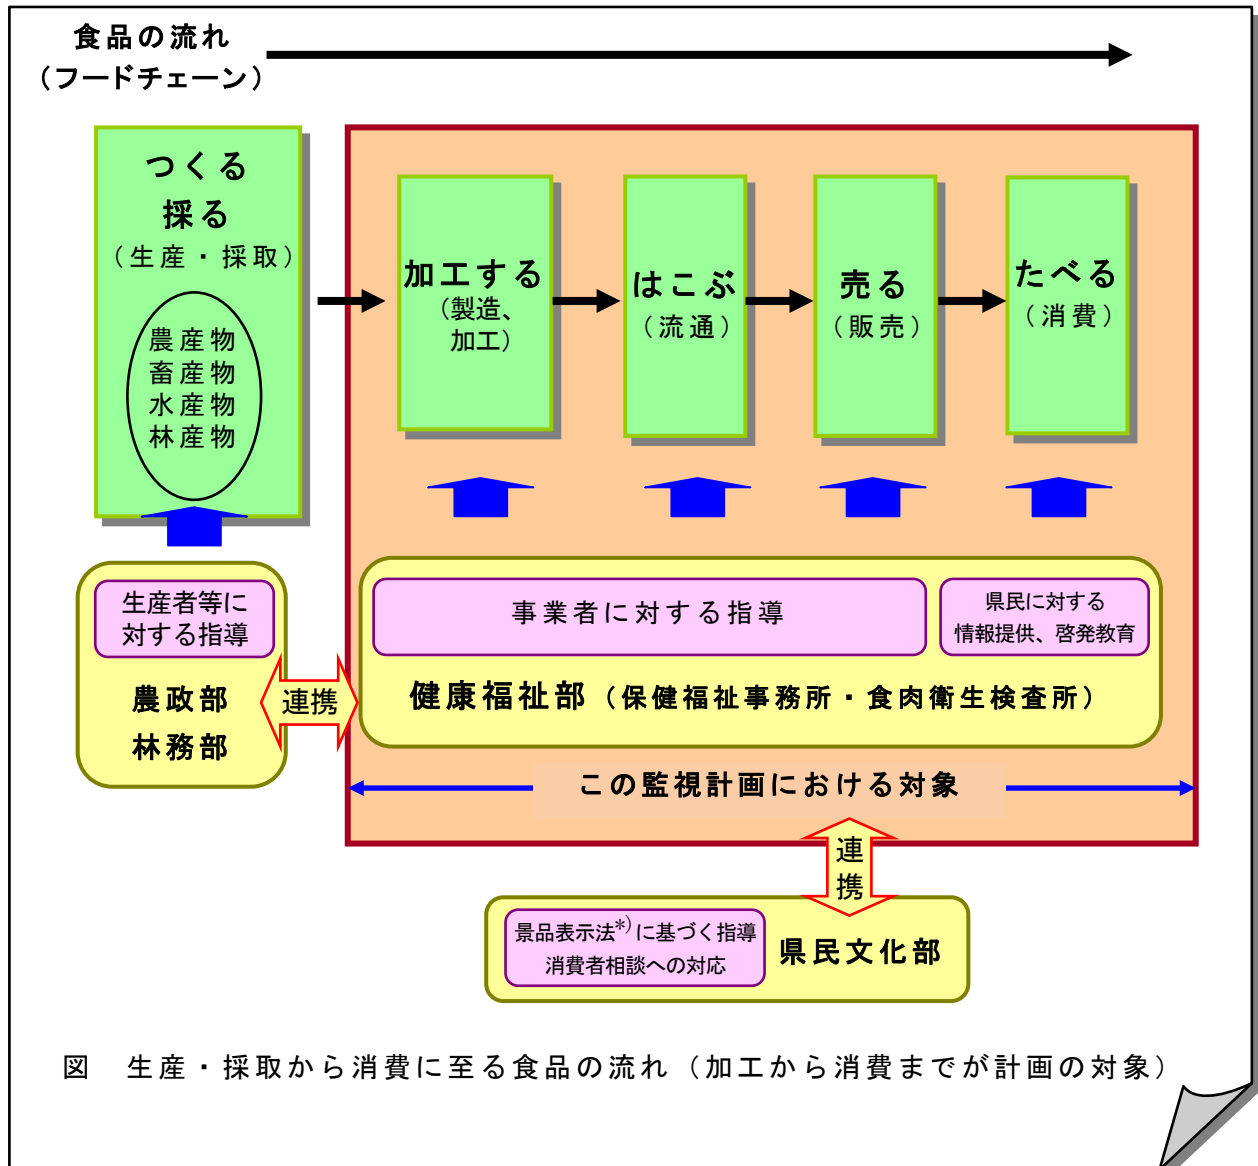 食品の流れ
（フードチェーン）
つくる
採る
（生産・採取）
農産物
畜産物
水産物
林産物
加工する
（製造、
加工）
はこぶ
（流通）
売る
（販売）
たべる
（消費）
生産者等に
対する指導
農政部
林務部
連携
事業者に対する指導
県民に対する
情報提供、啓発教育
健康福祉部（保健福祉事務所・食肉衛生検査所）
この監視計画における対象
連
携
景品表示法*)に基づく指導
消費者相談への対応
県民文化部
図　生産・採取から消費に至る食品の流れ（加工から消費までが計画の対象）